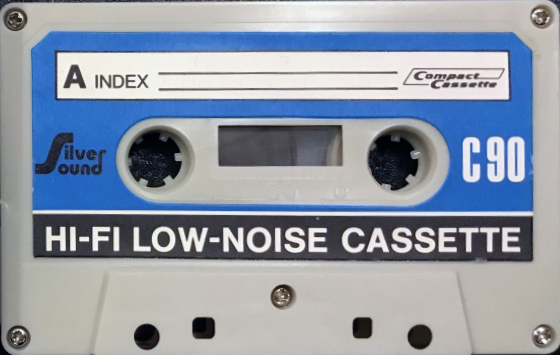 A INDEX
Compact
Cassette
Silver
Sound
C90
HI-FI LOW-NOISE CASSETTE